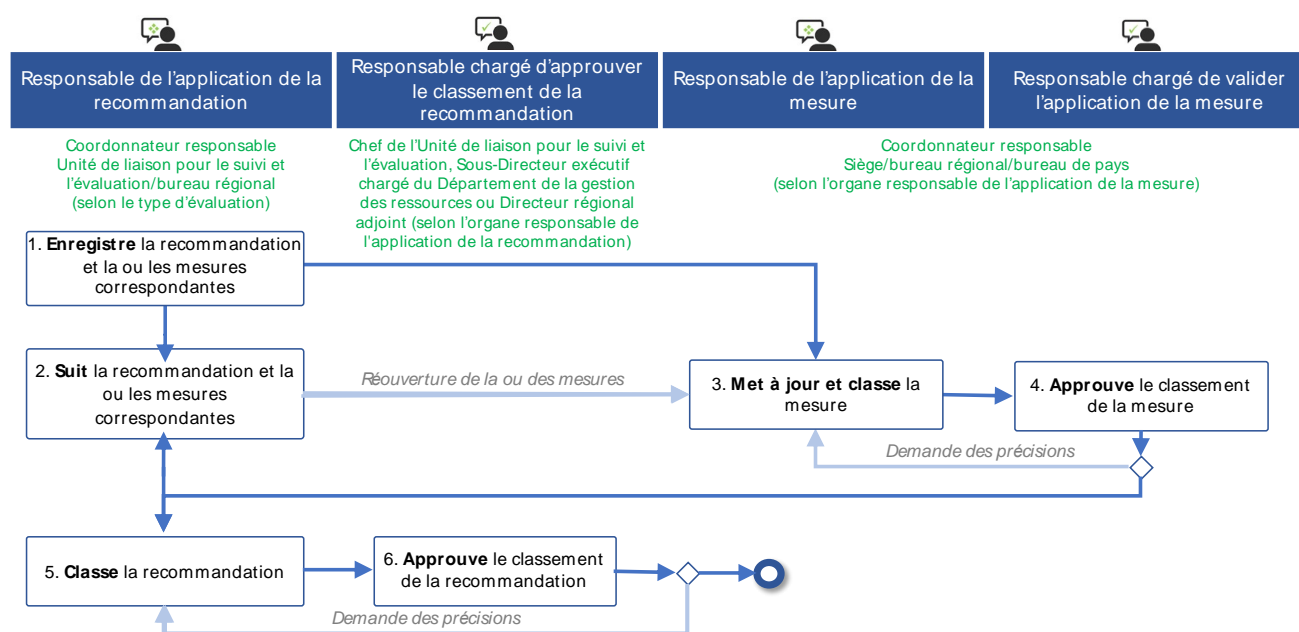 Responsable de l'application de la
recommandation
Responsable chargé d'approuver
le classement de la
recommandation
Responsable de l'application de la
mesure
Responsable chargé de valider
l'application de la mesure
Coordonnateur responsable
Unité de liaison pour le suivi et
l'évaluation/bureau régional
(selon le type d'évaluation)
Chef de l'Unité de liaison pour le suivi et
l'évaluation, Sous-Directeur exécutif
chargé du Département de la gestion
des ressources ou Directeur régional
adjoint (selon l'organe responsable de
l'application de la recommandation)
Coordonnateur responsable
Siège/bureau régional/bureau de pays
(selon l'organe responsable de l'application de la mesure)
1. Enregistre la recommandation
et la ou les mesures
correspondantes
2. Suit la recommandation et la
ou les mesures
correspondantes
Réouverture de la ou des mesures
3. Met à jour et classe la
mesure
4. Approuve le classement
de la mesure
Demande des précisions
5. Classe la recommandation
6. Approuve le classement
de la recommandation
Demande des précisions